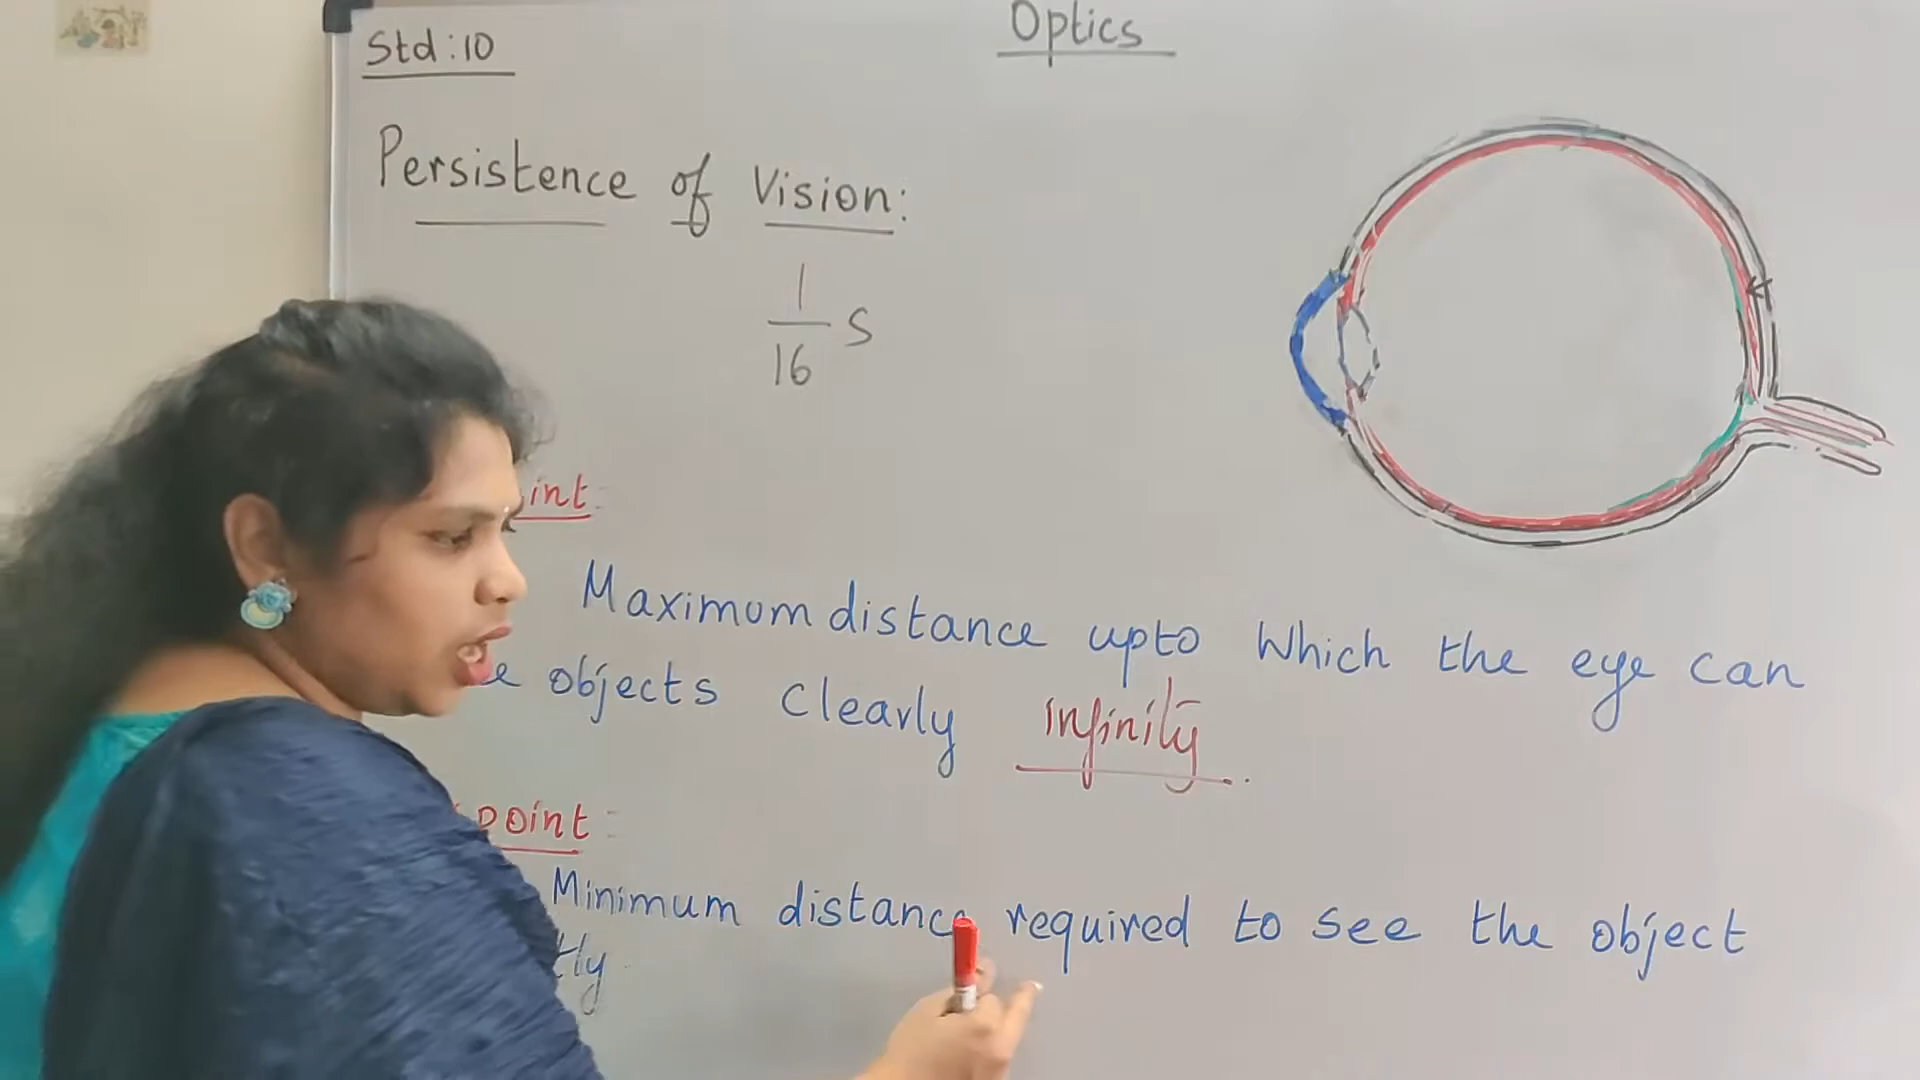 Std : 10
Optics
Persistence of Vision:
1
16 s
Maximum distance upto Which the eye can
objects Clearly infinity
point :
Minimum distance required to see the object